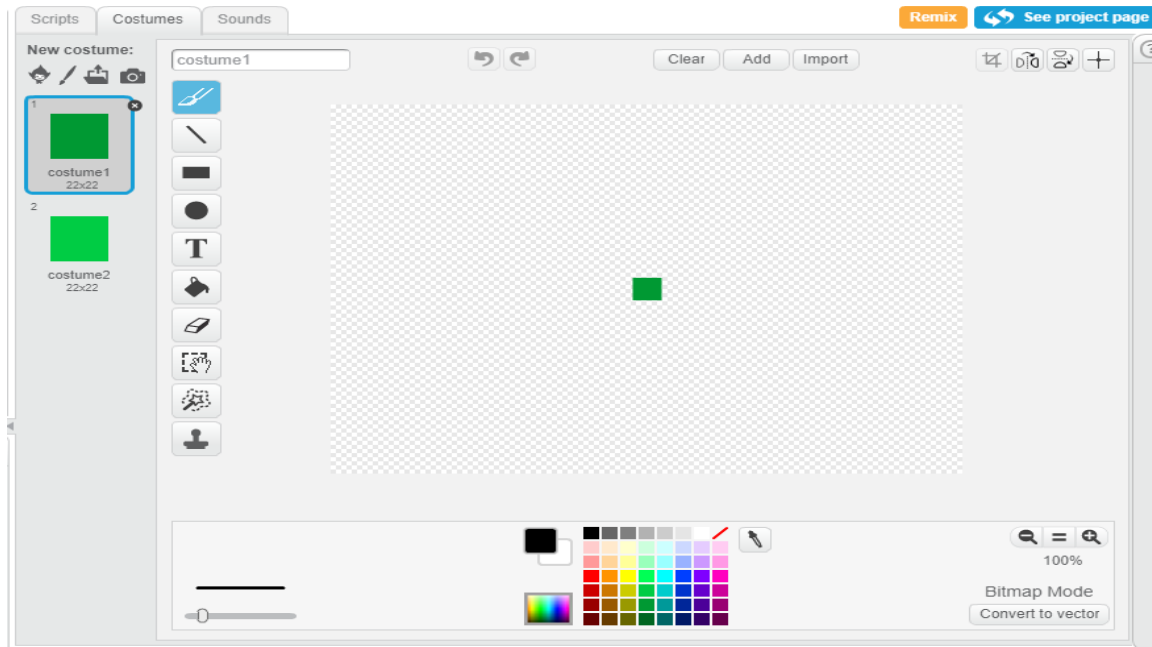 Scripts
Costumes
Sounds
Remix
See project page
New costume:
costume1
Clear
Add
Import
1
costume1
22x22
2
costume2
22x22
T
100%
Bitmap Mode
Convert to vector